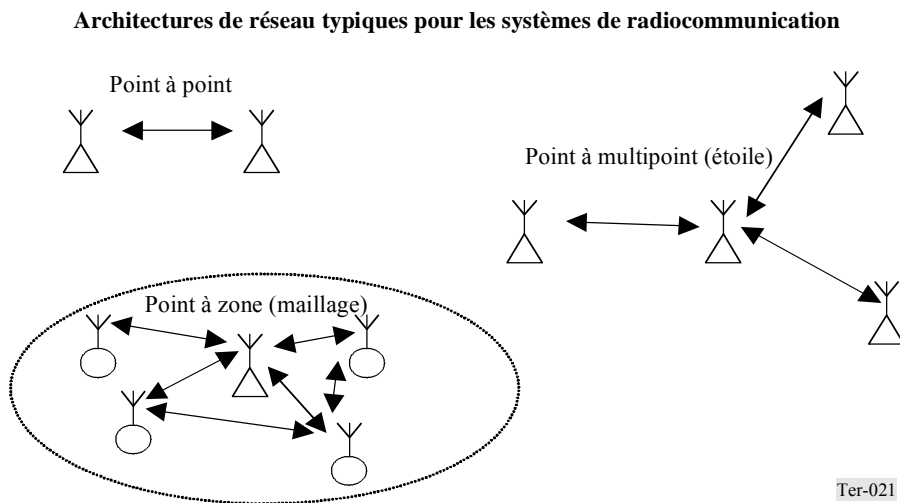 Architectures de réseau typiques pour les systèmes de radiocommunication
Point à point
Point à multipoint (étoile)
Point à zone (maillage)
Ter-021